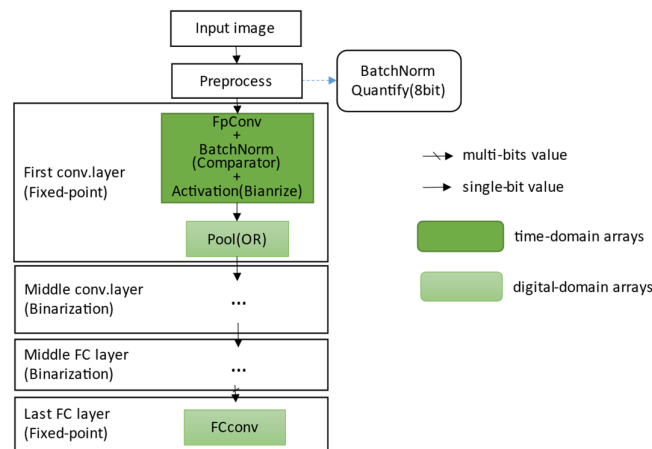 Input image
Preprocess
BatchNorm
Quantify(8bit)
First conv.layer
(Fixed-point)
FpConv
+
BatchNorm
(Comparator)
+
Activation(Bianrize)
Pool(OR)
multi-bits value
single-bit value
time-domain arrays
digital-domain arrays
Middle conv.layer
(Binarization)
...
Middle FC layer
(Binarization)
...
Last FC layer
(Fixed-point)
FCconv